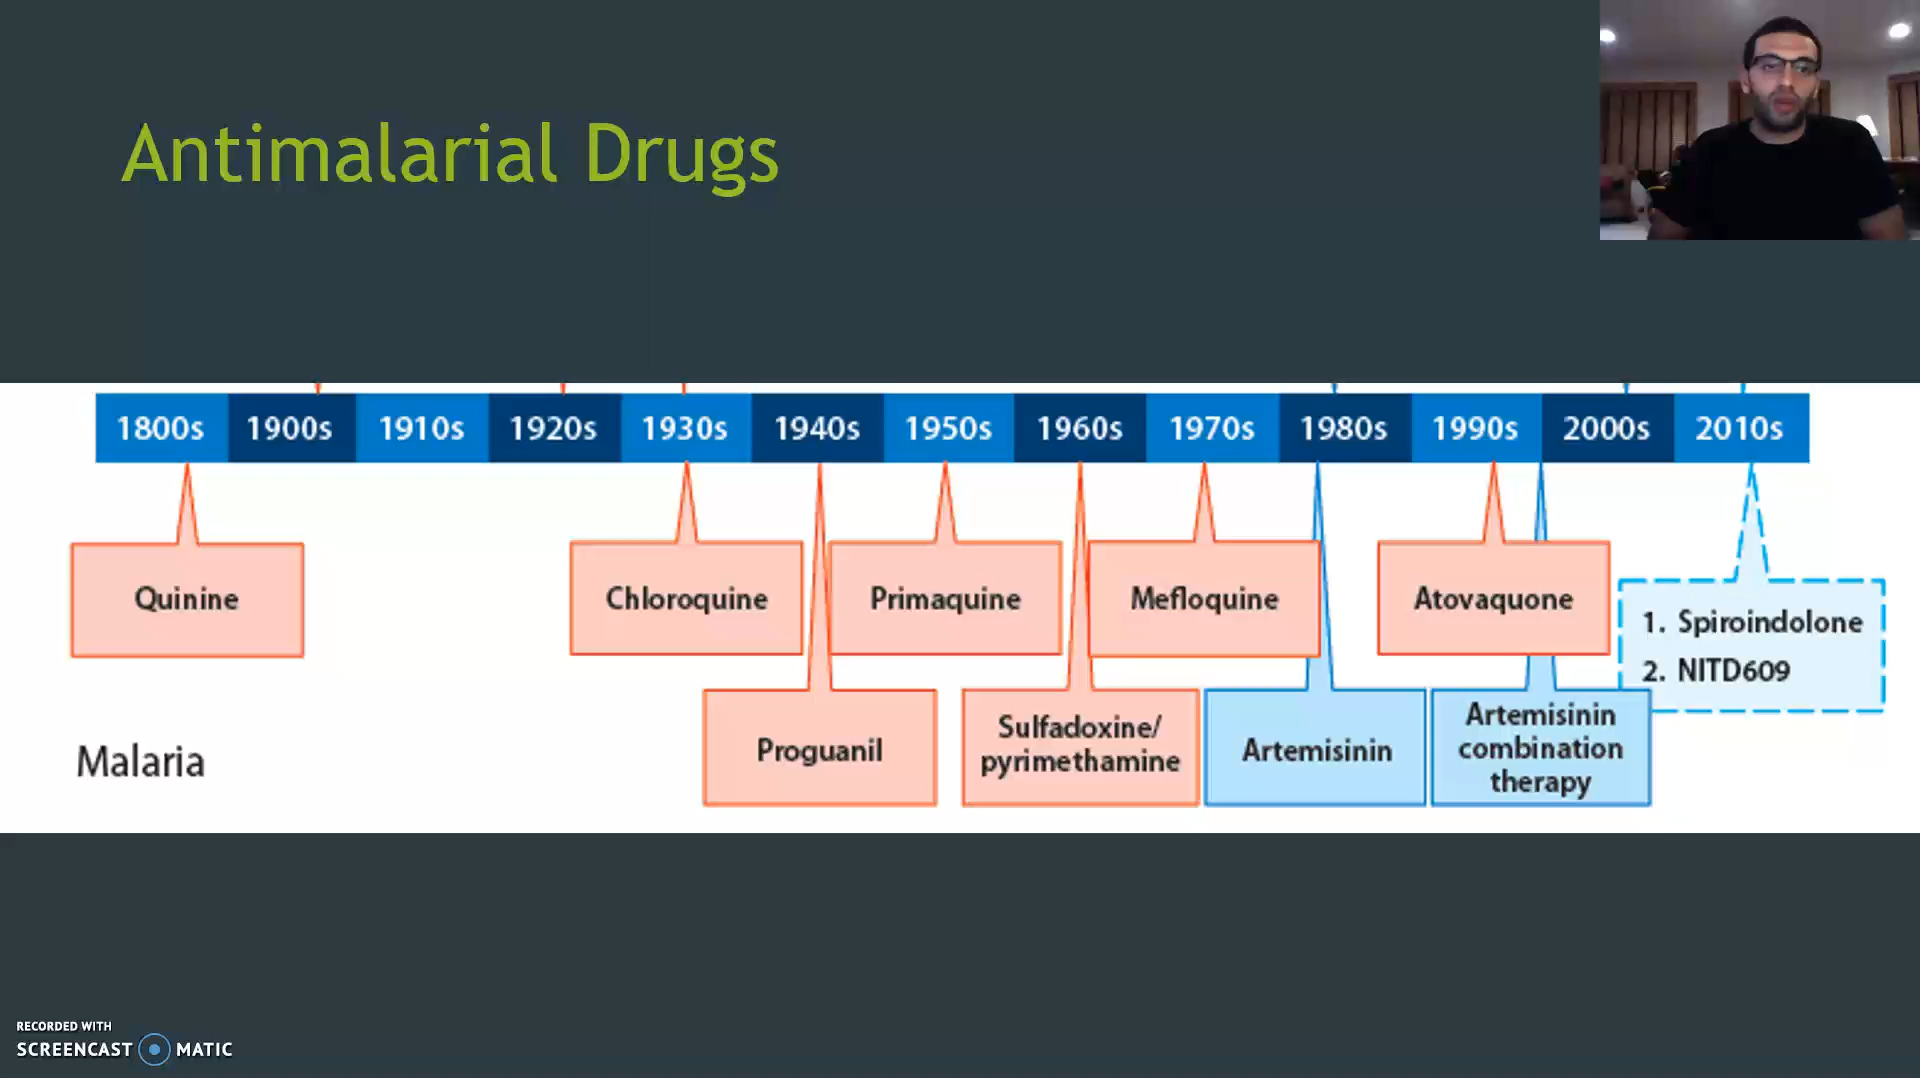 Antimalarial Drugs
1800s 1900s 1910s 1920s 1930s 1940s 1950s 1960s 1970s 1980s 1990s 2000s 2010s
Quinine
Chloroquine
Primaquine
Mefloquine
Atovaquone
1. Spiroindolone
2. NITD609
Malaria
Proguanil
Sulfadoxine/
pyrimethamine
Artemisinin
Artemisinin
combination
therapy
RECORDED WITH
SCREENCAST MATIC